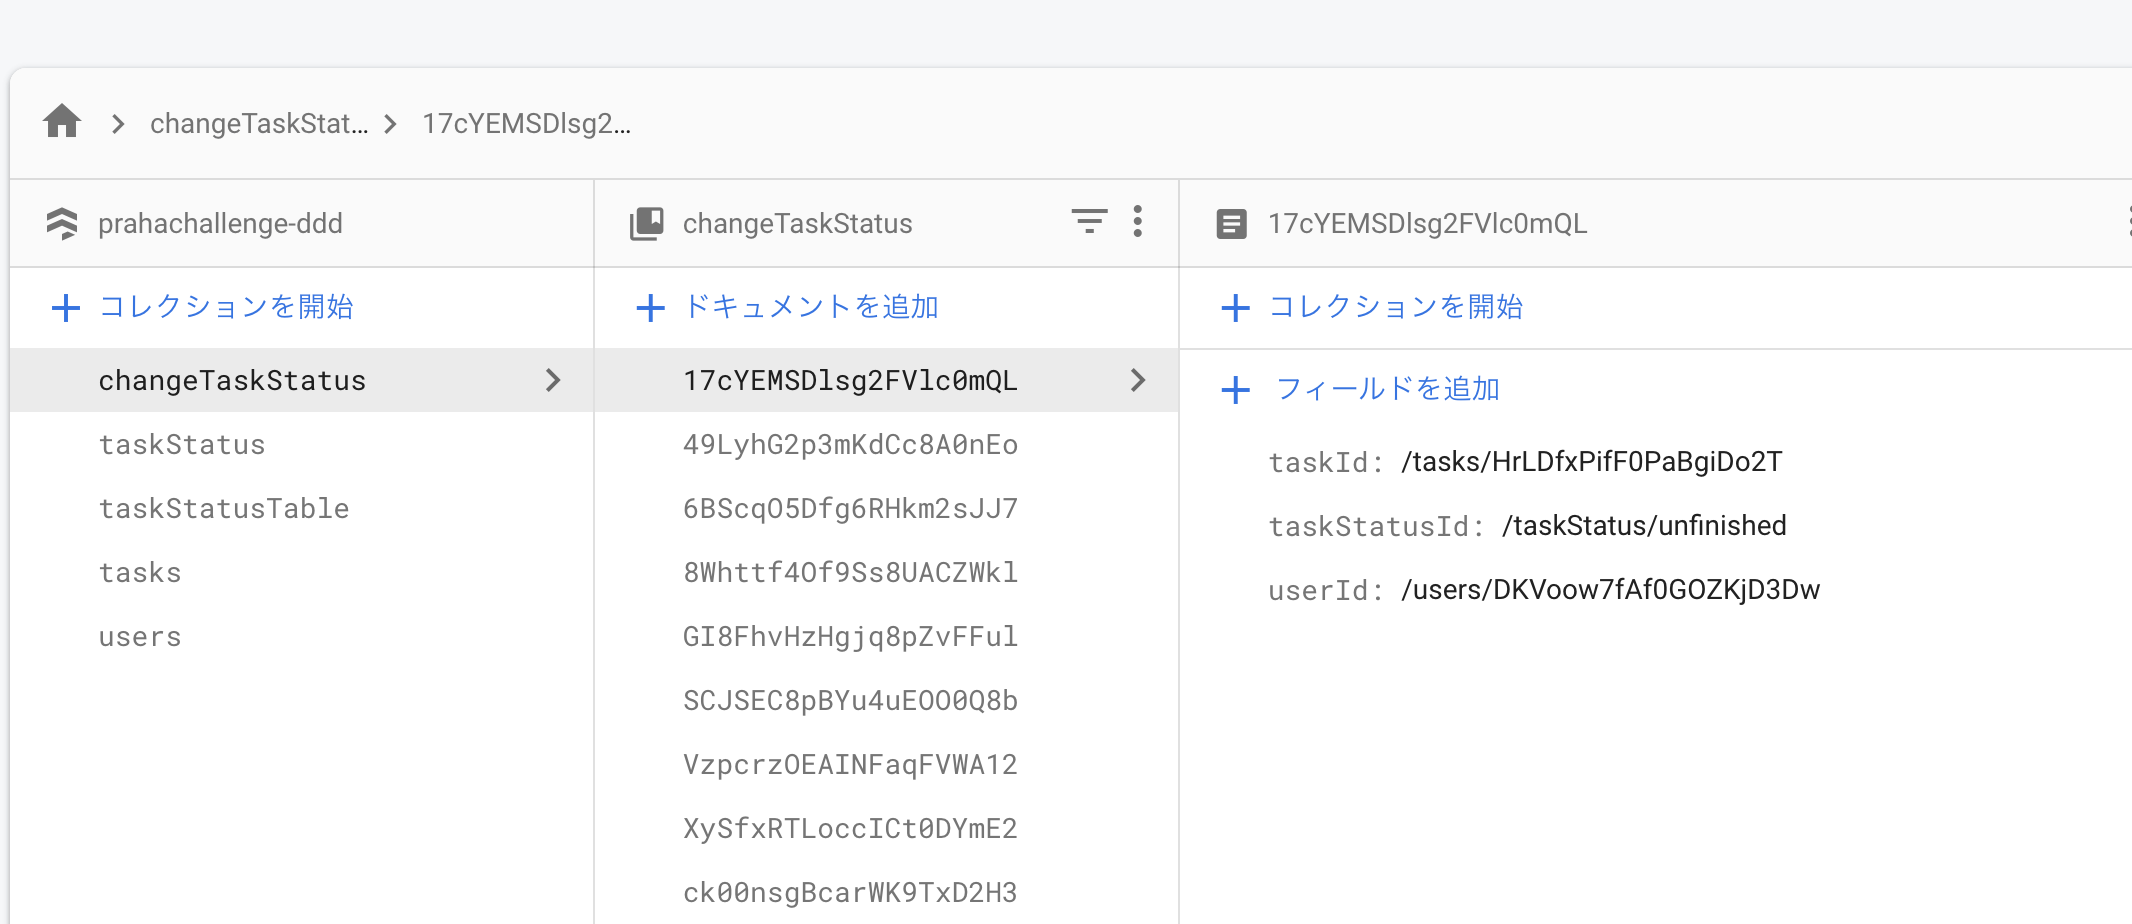 changeTaskStat... 17cYEMSDlsg2...
prahachallenge-ddd
コレクションを開始
changeTaskStatus
taskStatus
taskStatusTable
tasks
users
changeTaskStatus
ドキュメントを追加
17cYEMSDlsg2FVlc0mQL
49LyhG2p3mKdCc8A0nEo
6BScqO5Dfg6RHkm2sJJ7
8Whttf4Of9Ss8UACZWkl
GI8FhvHzHgjq8pZvFFul
SCJSEC8pBYu4uEOO0Q8b
VzpcrzOEAINFaqFVWA12
XySfxRTLoccICt0DYmE2
ck00nsgBcarWK9TxD2H3
17cYEMSDlsg2FVlc0mQL
コレクションを開始
フィールドを追加
taskId: /tasks/HrLDfxPifF0PaBgiDo2T
taskStatusId: /taskStatus/unfinished
userId: /users/DKVoow7fAf0GOZKjD3Dw